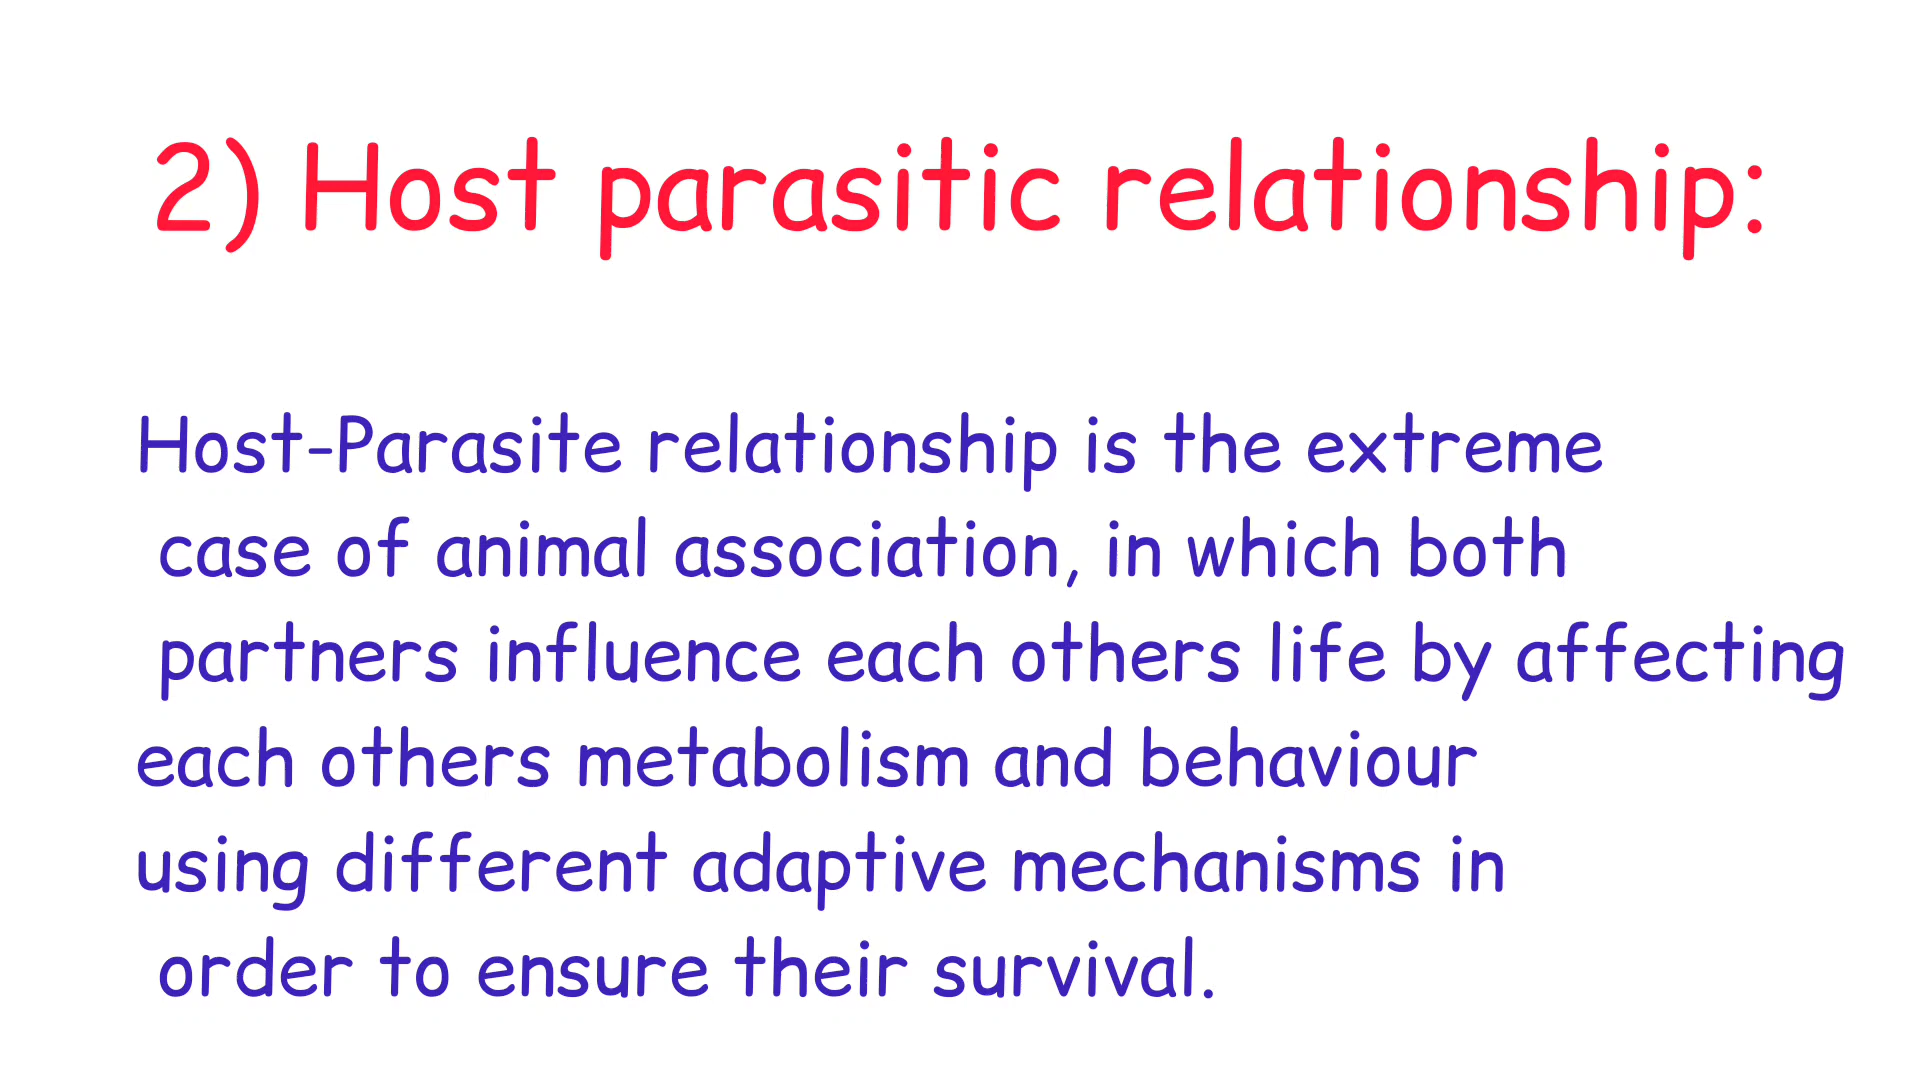 2) Host parasitic relationship:
Host-Parasite relationship is the extreme
case of animal association, in which both
partners influence each others life by affecting
each others metabolism and behaviour
using different adaptive mechanisms in
order to ensure their survival.